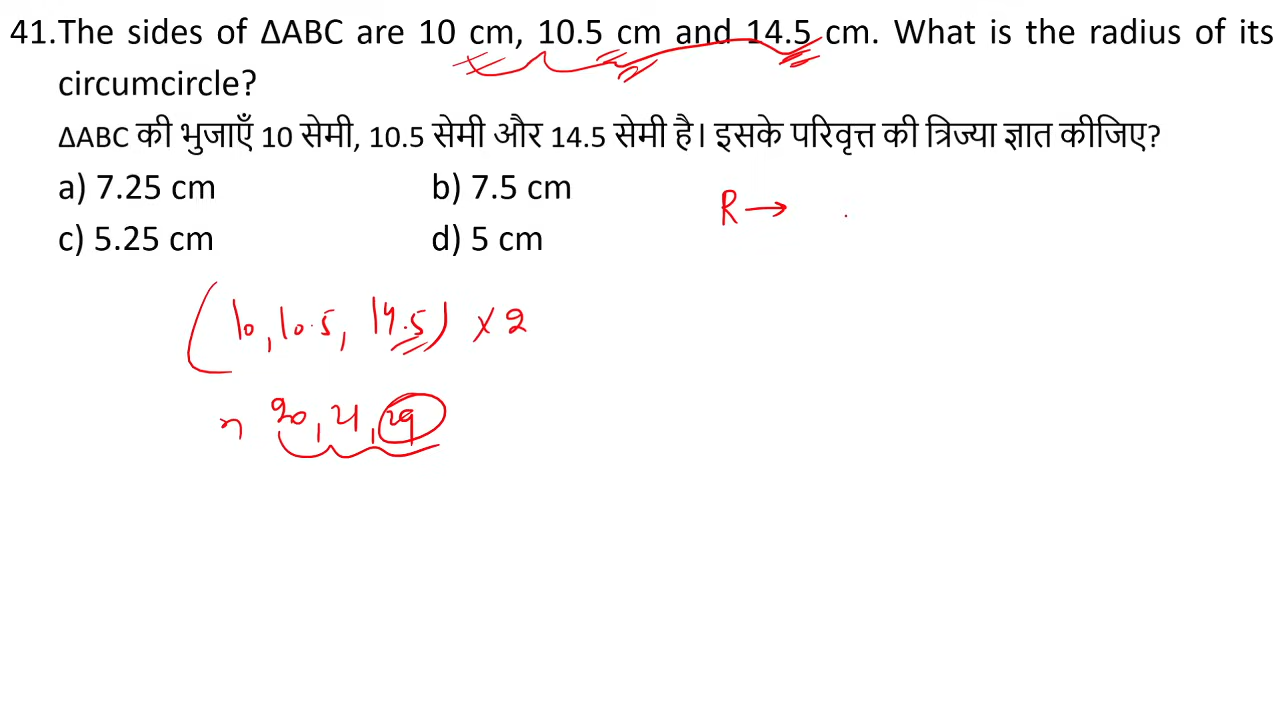 41.The sides of ΔABC are 10 cm, 10.5 cm and 14.5 cm. What is the radius of its
circumcircle?
ΔABC की भुजाएँ 10 सेमी, 10.5 सेमी और 14.5 सेमी है। इसके परिवृत्त की त्रिज्या ज्ञात कीजिए?
a) 7.25 cm b) 7.5 cm
R →
c) 5.25 cm d) 5 cm
(10, 10.5, 14.5) × 2
20, 21, 29